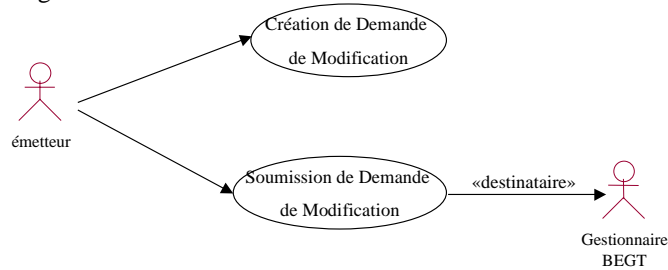 Création de Demande
de Modification
émetteur
Soumission de Demande
de Modification
«destinataire»
Gestionnaire
BEGT